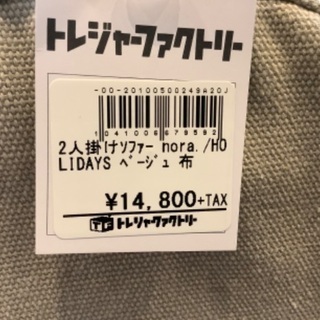 トレジャーファクトリー
-00-20100500249A20J
1041006679592
2人掛けソファー nora./HO
LIDAYS ベージュ 布
¥14,800+TAX
トレジャーファクトリー